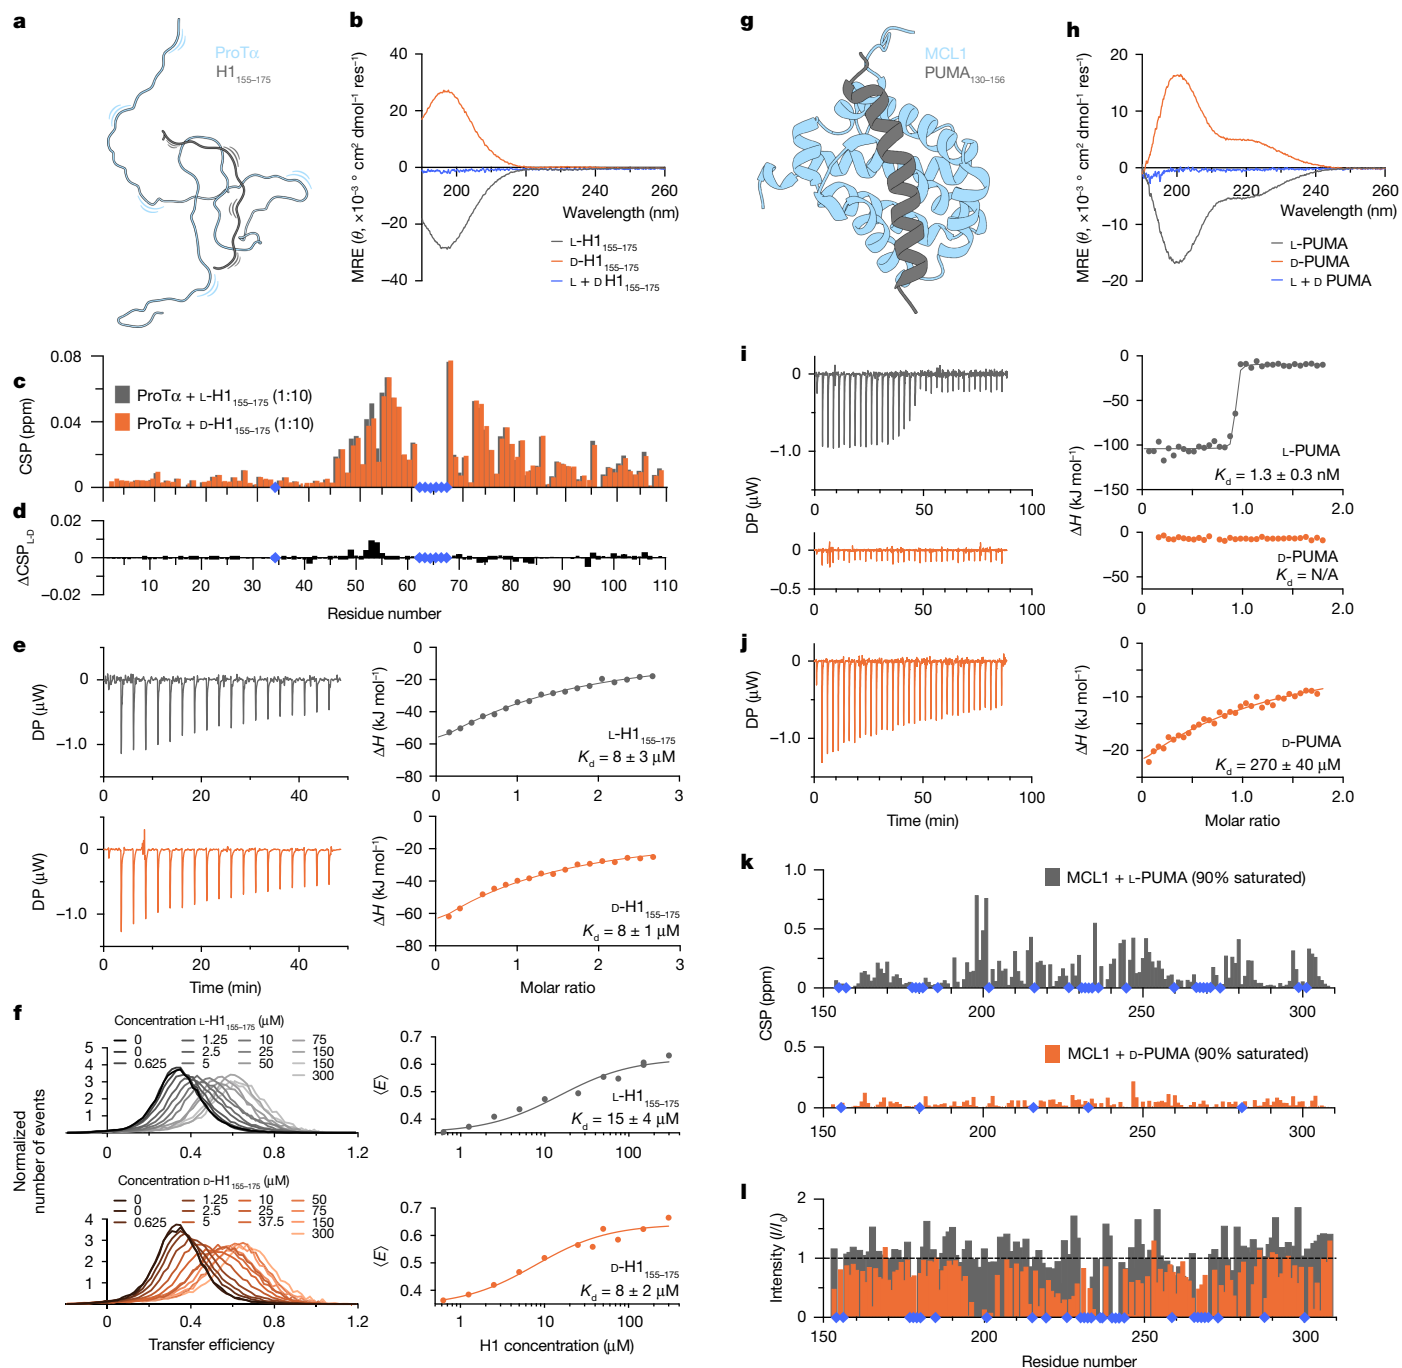 a
ProTα
H1155–175
b
40
20
0
−20
−40
200
220
240
260
MRE (θ, ×10−3 ° cm2 dmol−1 res−1)
Wavelength (nm)
L-H1155–175
D-H1155–175
L + D H1155–175
g
MCL1
PUMA130–156
h
20
10
0
−10
−20
200
220
240
260
MRE (θ, ×10−3 ° cm2 dmol−1 res−1)
Wavelength (nm)
L-PUMA
D-PUMA
L + D PUMA
c
0.08
0.04
0
CSP (ppm)
ProTα + L-H1155–175 (1:10)
ProTα + D-H1155–175 (1:10)
d
0.02
0
−0.02
ΔCSPL-D
10 20 30 40 50 60 70 80 90 100 110
Residue number
e
0
−1.0
DP (μW)
0 20 40
0
−20
−40
−60
−80
ΔH (kJ mol−1)
0 1 2 3
L-H1155–175
Kd = 8 ± 3 μM
0
−1.0
DP (μW)
0 20 40
Time (min)
0
−20
−40
−60
−80
ΔH (kJ mol−1)
0 1 2 3
Molar ratio
D-H1155–175
Kd = 8 ± 1 μM
f
Normalized
number of events
Concentration L-H1155–175 (μM)
0 1.25 10 75
0 2.5 25 150
0.625 5 50 150
300
5
4
3
2
1
0 0.4 0.8 1.2
0.7
0.6
0.5
0.4
⟨E⟩
1 10 100
L-H1155–175
Kd = 15 ± 4 μM
Concentration D-H1155–175 (μM)
0 1.25 10 50
0 2.5 25 75
0.625 5 37.5 150
300
4
3
2
1
0 0.4 0.8 1.2
Transfer efficiency
0.7
0.6
0.5
0.4
⟨E⟩
1 10 100
H1 concentration (μM)
D-H1155–175
Kd = 8 ± 2 μM
i
0
−1.0
DP (μW)
0 50 100
0
−50
−100
−150
ΔH (kJ mol−1)
0 1.0 2.0
L-PUMA
Kd = 1.3 ± 0.3 nM
0
−0.5
0 50 100
0
−50
0 1.0 2.0
D-PUMA
Kd = N/A
j
0
−1.0
DP (μW)
0 50 100
Time (min)
0
−10
−20
ΔH (kJ mol−1)
0 1.0 2.0
Molar ratio
D-PUMA
Kd = 270 ± 40 μM
k
1.0
0.5
0
CSP (ppm)
MCL1 + L-PUMA (90% saturated)
150 200 250 300
0.5
0
MCL1 + D-PUMA (90% saturated)
150 200 250 300
l
2
1
0
Intensity (I/I0)
150 200 250 300
Residue number